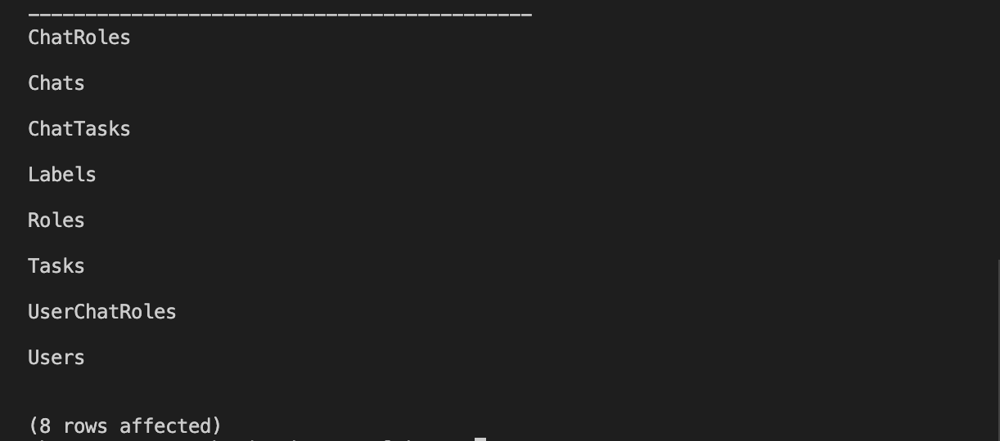 ChatRoles
Chats
ChatTasks
Labels
Roles
Tasks
UserChatRoles
Users
(8 rows affected)